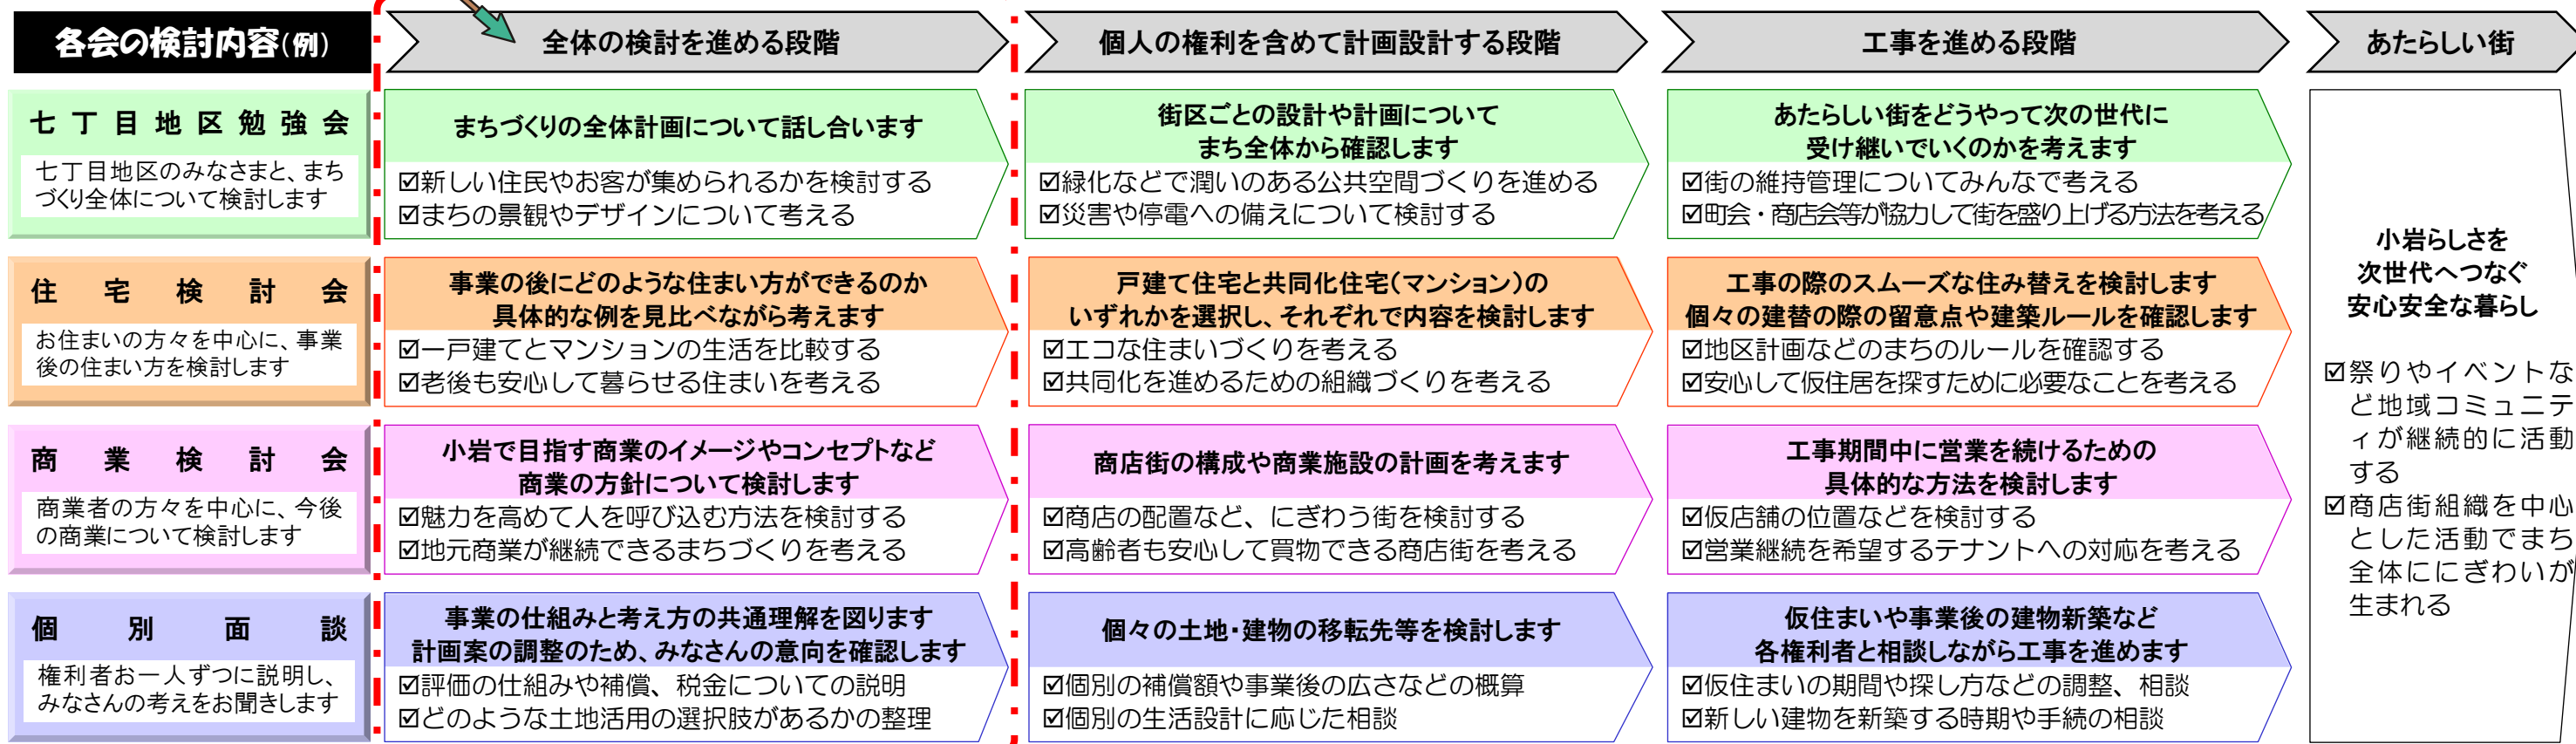 各会の検討内容(例)
全体の検討を進める段階
個人の権利を含めて計画設計する段階
工事を進める段階
あたらしい街
七丁目地区勉強会
七丁目地区のみなさまと、まち
づくり全体について検討します
まちづくりの全体計画について話し合います
☑新しい住民やお客が集められるかを検討する
☑まちの景観やデザインについて考える
街区ごとの設計や計画について
まち全体から確認します
☑緑化などで潤いのある公共空間づくりを進める
☑災害や停電への備えについて検討する
あたらしい街をどうやって次の世代に
受け継いでいくのかを考えます
☑街の維持管理についてみんなで考える
☑町会・商店会等が協力して街を盛り上げる方法を考える
住宅検討会
お住まいの方々を中心に、事業
後の住まい方を検討します
事業の後にどのような住まい方ができるのか
具体的な例を見比べながら考えます
☑一戸建てとマンションの生活を比較する
☑老後も安心して暮らせる住まいを考える
戸建て住宅と共同化住宅(マンション)の
いずれかを選択し、それぞれで内容を検討します
☑エコな住まいづくりを考える
☑共同化を進めるための組織づくりを考える
工事の際のスムーズな住み替えを検討します
個々の建替の際の留意点や建築ルールを確認します
☑地区計画などのまちのルールを確認する
☑安心して仮住居を探すために必要なことを考える
商業検討会
商業者の方々を中心に、今後
の商業について検討します
小岩で目指す商業のイメージやコンセプトなど
商業の方針について検討します
☑魅力を高めて人を呼び込む方法を検討する
☑地元商業が継続できるまちづくりを考える
商店街の構成や商業施設の計画を考えます
☑商店の配置など、にぎわう街を検討する
☑高齢者も安心して買物できる商店街を考える
工事期間中に営業を続けるための
具体的な方法を検討します
☑仮店舗の位置などを検討する
☑営業継続を希望するテナントへの対応を考える
個別面談
権利者お一人ずつに説明し、
みなさんの考えをお聞きします
事業の仕組みと考え方の共通理解を図ります
計画案の調整のため、みなさんの意向を確認します
☑評価の仕組みや補償、税金についての説明
☑どのような土地活用の選択肢があるかの整理
個々の土地・建物の移転先等を検討します
☑個別の補償額や事業後の広さなどの概算
☑個別の生活設計に応じた相談
仮住まいや事業後の建物新築など
各権利者と相談しながら工事を進めます
☑仮住まいの期間や探し方などの調整、相談
☑新しい建物を新築する時期や手続の相談
小岩らしさを
次世代へつなぐ
安心安全な暮らし
☑祭りやイベントな
ど地域コミュニテ
ィが継続的に活動
する
☑商店街組織を中心
とした活動でまち
全体ににぎわいが
生まれる